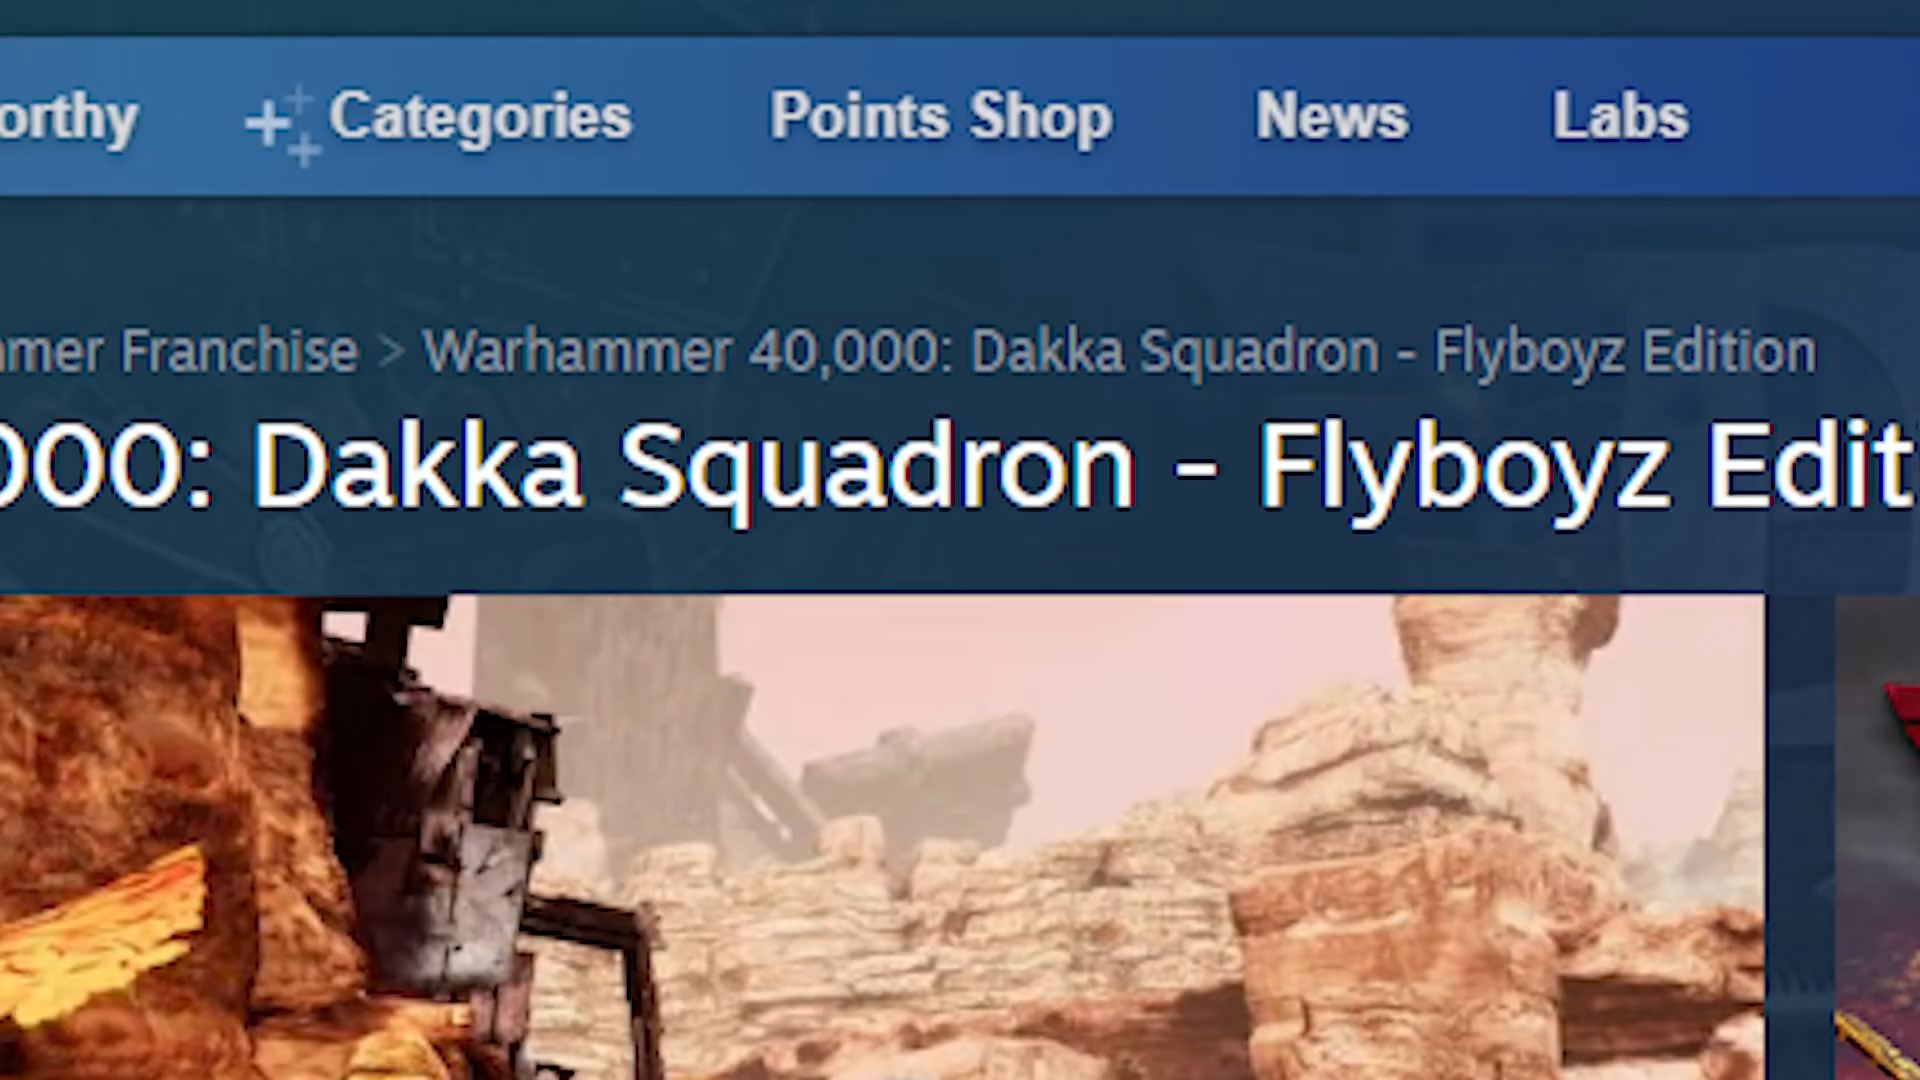 orthy Categories Points Shop News Labs
mer Franchise > Warhammer 40,000: Dakka Squadron - Flyboyz Edition
000: Dakka Squadron - Flyboyz Edit